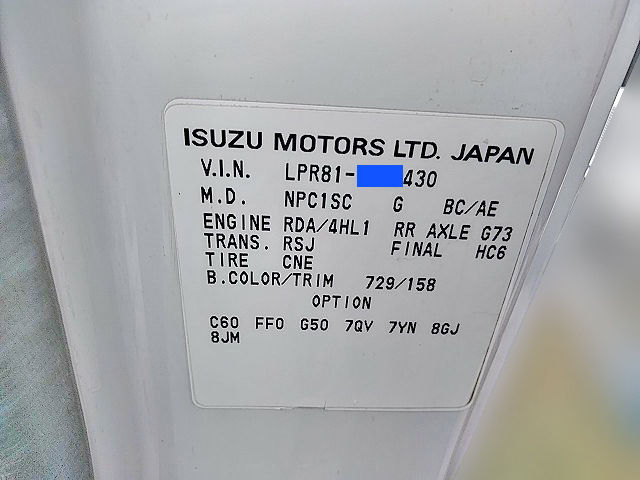 ISUZU MOTORS LTD. JAPAN
V.I.N. LPR81- 430
M.D. NPC1SC G BC/AE
ENGINE RDA/4HL1 RR AXLE G73
TRANS. RSJ FINAL HC6
TIRE CNE
B.COLOR/TRIM 729/158
OPTION
C60 FF0 G50 7QV 7YN 8GJ
8JM